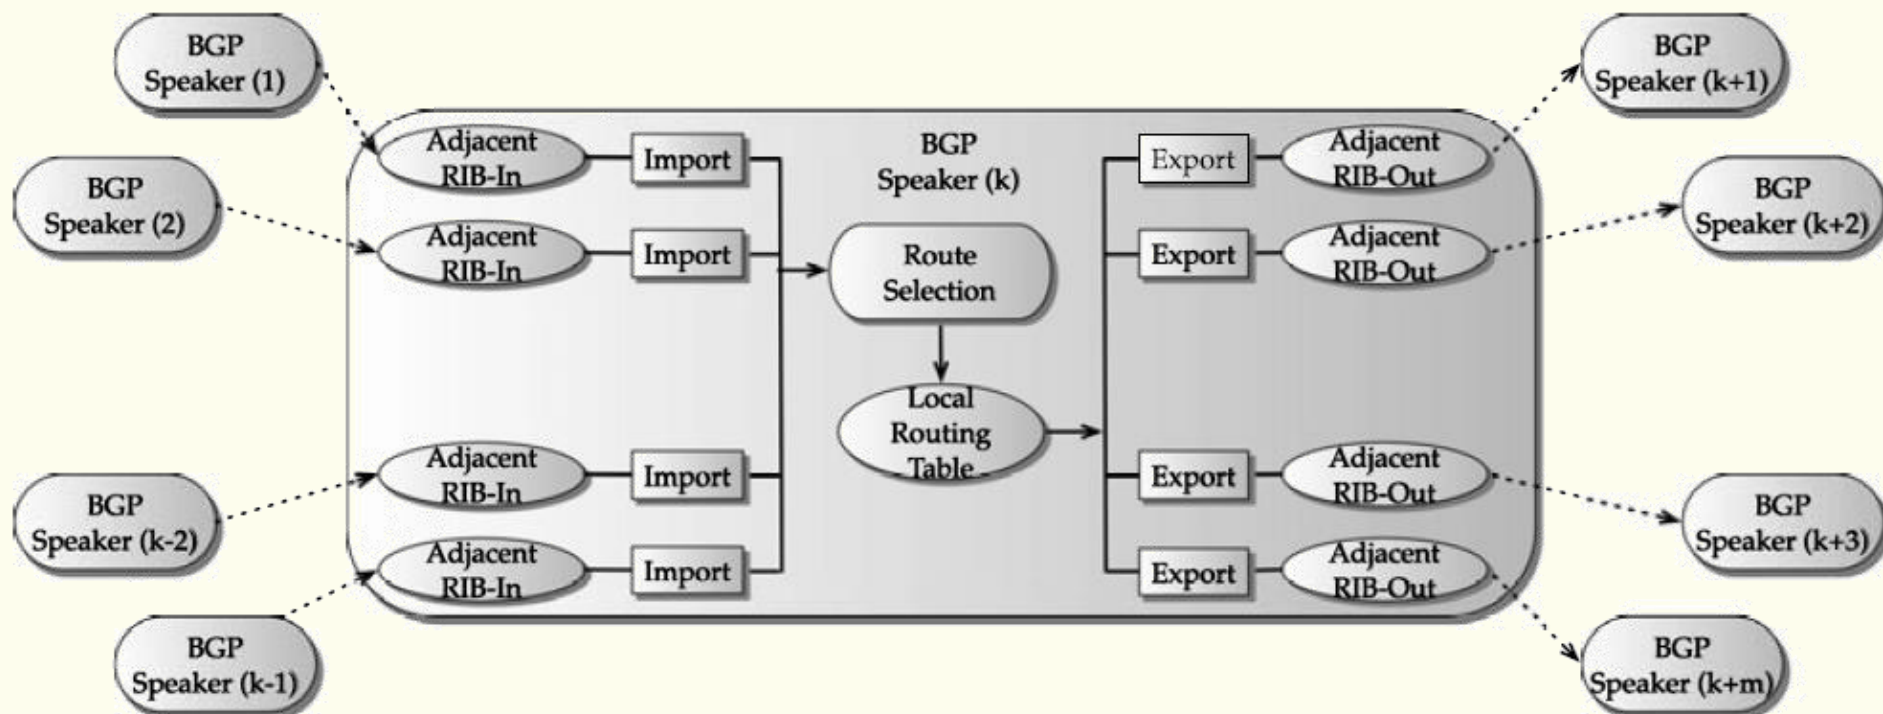 BGP
Speaker (1)
BGP
Speaker (2)
BGP
Speaker (k-2)
BGP
Speaker (k-1)
Adjacent
RIB-In
Import
Adjacent
RIB-In
Import
Adjacent
RIB-In
Import
Adjacent
RIB-In
Import
BGP
Speaker (k)
Route
Selection
Local
Routing
Table
Export
Adjacent
RIB-Out
Export
Adjacent
RIB-Out
Export
Adjacent
RIB-Out
Export
Adjacent
RIB-Out
BGP
Speaker (k+1)
BGP
Speaker (k+2)
BGP
Speaker (k+3)
BGP
Speaker (k+m)